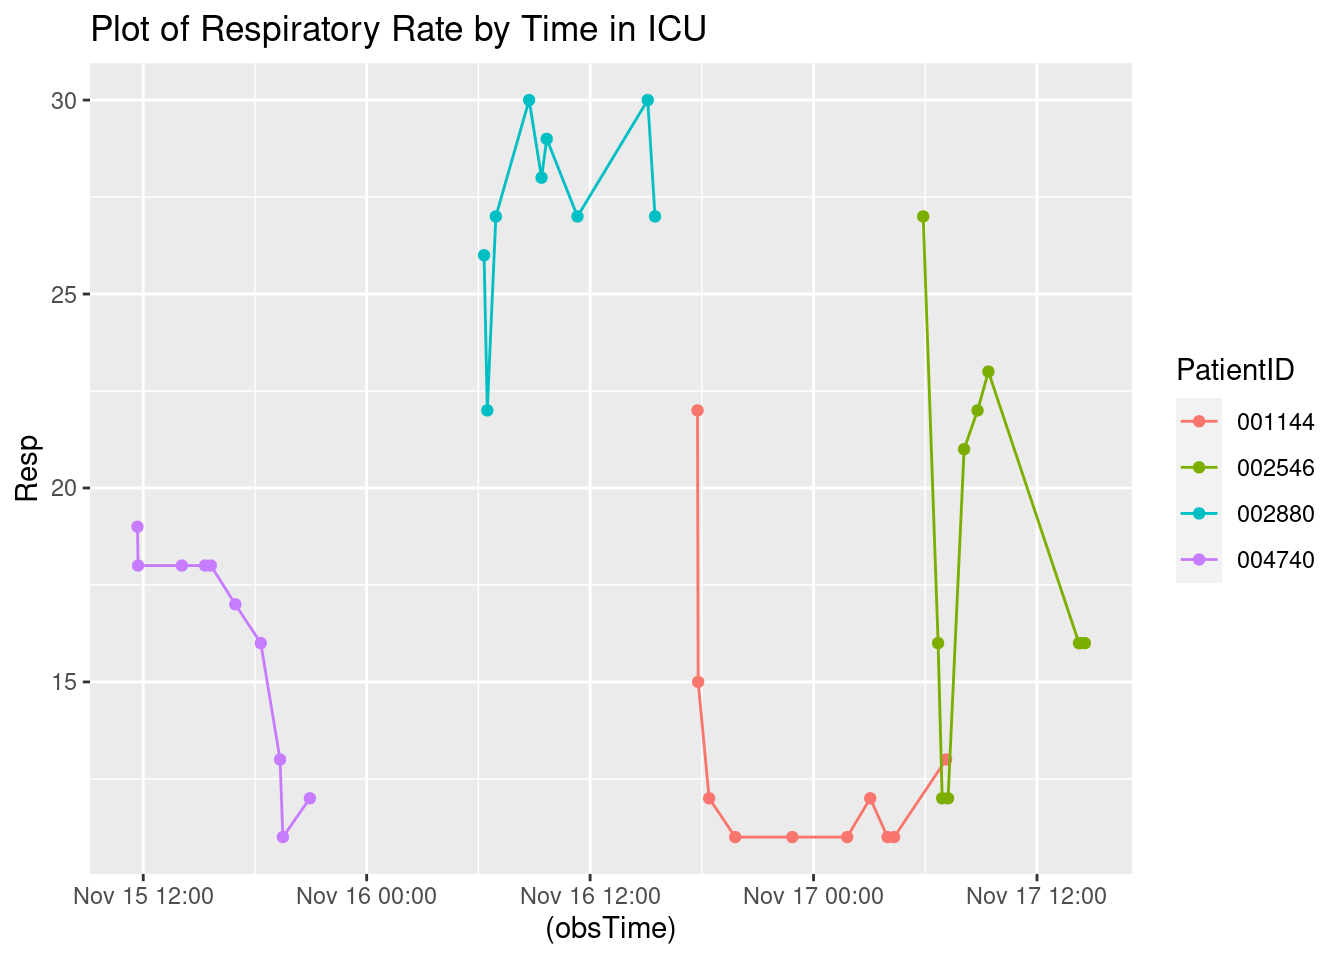 Plot of Respiratory Rate by Time in ICU
30
25
20
15
Resp
Nov 15 12:00
Nov 16 00:00
Nov 16 12:00
Nov 17 00:00
Nov 17 12:00
(obsTime)
PatientID
001144
002546
002880
004740